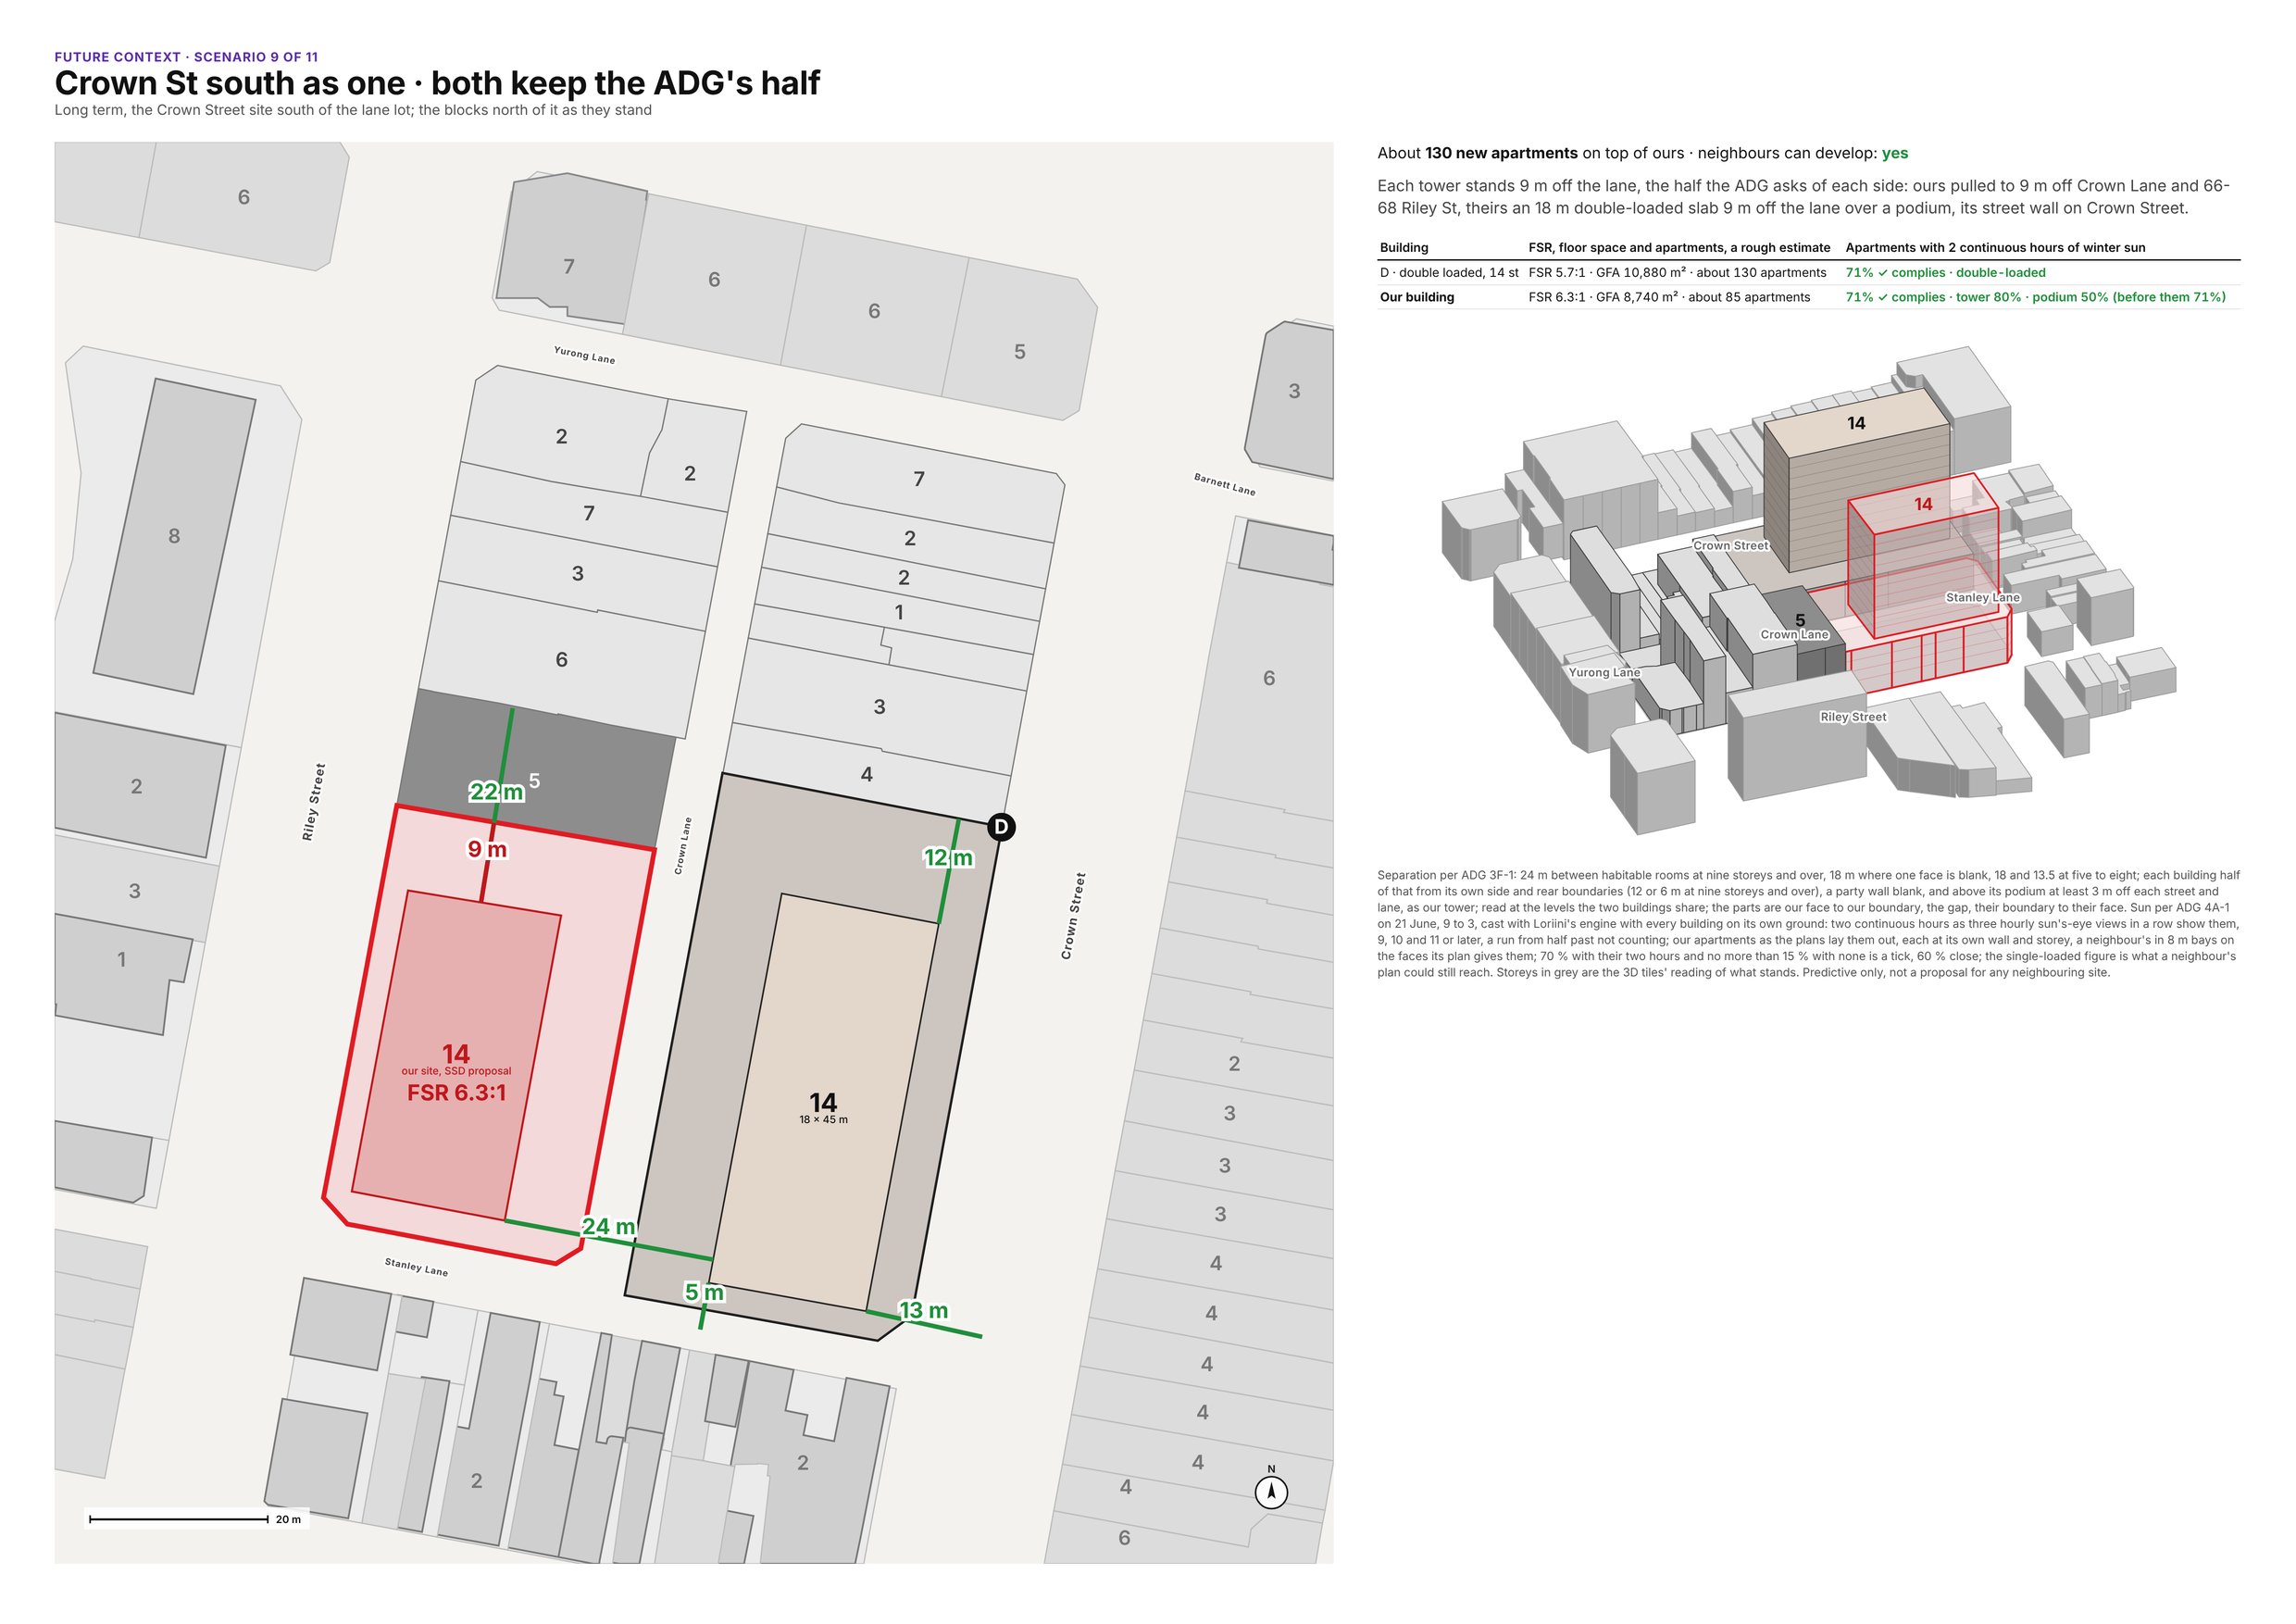 FUTURE CONTEXT · SCENARIO 9 OF 11
Crown St south as one · both keep the ADG's half
Long term, the Crown Street site south of the lane lot; the blocks north of it as they stand
6
7
6
6
5
3
Yurong Lane
Barnett Lane
2
2
7
3
6
5
7
2
2
1
3
4
8
2
3
1
6
Riley Street
Crown Lane
Crown Street
22 m
9 m
12 m
D
14
our site, SSD proposal
FSR 6.3:1
14
18 × 45 m
24 m
5 m
13 m
Stanley Lane
2
2
2
3
3
3
4
4
4
4
4
4
6
N
20 m
About 130 new apartments on top of ours · neighbours can develop: yes
Each tower stands 9 m off the lane, the half the ADG asks of each side: ours pulled to 9 m off Crown Lane and 66-
68 Riley St, theirs an 18 m double-loaded slab 9 m off the lane over a podium, its street wall on Crown Street.
Building FSR, floor space and apartments, a rough estimate Apartments with 2 continuous hours of winter sun
D · double loaded, 14 st FSR 5.7:1 · GFA 10,880 m² · about 130 apartments 71% ✓ complies · double-loaded
Our building FSR 6.3:1 · GFA 8,740 m² · about 85 apartments 71% ✓ complies · tower 80% · podium 50% (before them 71%)
14
14
Crown Street
Stanley Lane
5
Crown Lane
Yurong Lane
Riley Street
Separation per ADG 3F-1: 24 m between habitable rooms at nine storeys and over, 18 m where one face is blank, 18 and 13.5 at five to eight; each building half
of that from its own side and rear boundaries (12 or 6 m at nine storeys and over), a party wall blank, and above its podium at least 3 m off each street and
lane, as our tower; read at the levels the two buildings share; the parts are our face to our boundary, the gap, their boundary to their face. Sun per ADG 4A-1
on 21 June, 9 to 3, cast with Loriini's engine with every building on its own ground: two continuous hours as three hourly sun's-eye views in a row show them,
9, 10 and 11 or later, a run from half past not counting; our apartments as the plans lay them out, each at its own wall and storey, a neighbour's in 8 m bays on
the faces its plan gives them; 70 % with their two hours and no more than 15 % with none is a tick, 60 % close; the single-loaded figure is what a neighbour's
plan could still reach. Storeys in grey are the 3D tiles' reading of what stands. Predictive only, not a proposal for any neighbouring site.